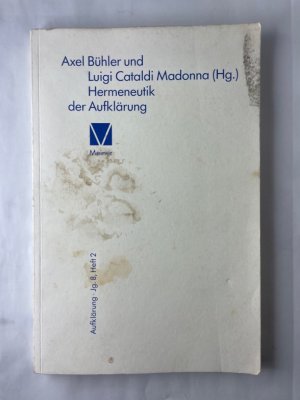 Axel Bühler und
Luigi Cataldi Madonna (Hg.)
Hermeneutik
der Aufklärung
Meiner
Aufklärung · Jg. 8, Heft 2